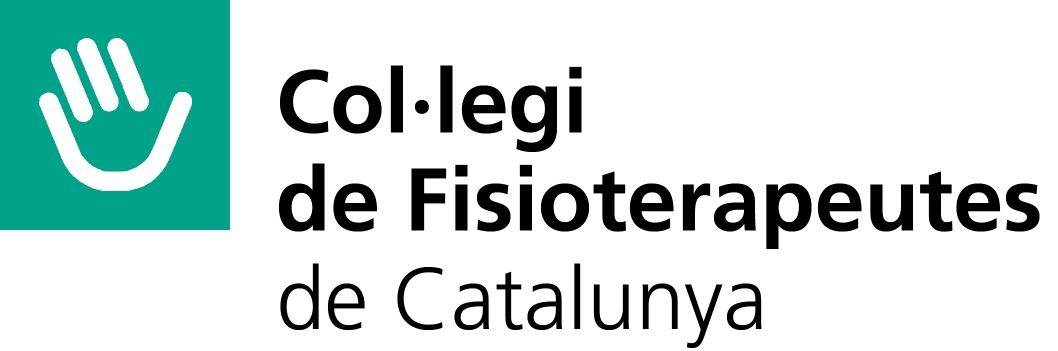 Col·legi
de Fisioterapeutes
de Catalunya